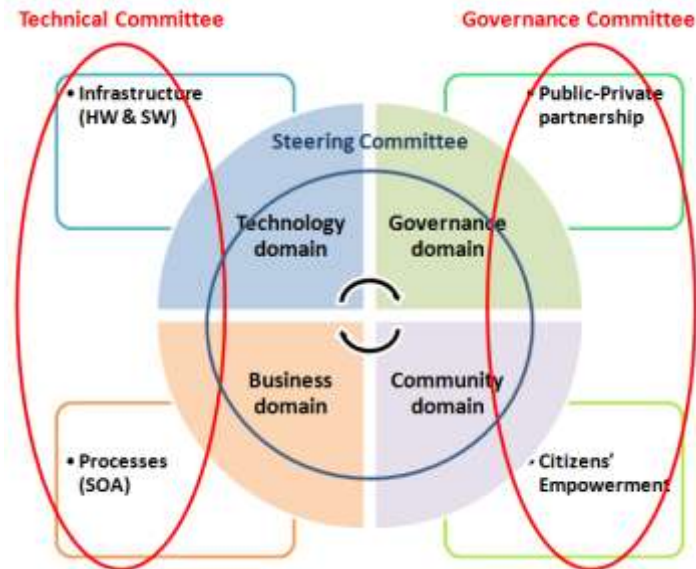 Technical Committee
Governance Committee
• Infrastructure
(HW & SW)
• Public-Private
partnership
Steering Committee
Technology
domain
Governance
domain
Business
domain
Community
domain
• Processes
(SOA)
• Citizens'
Empowerment